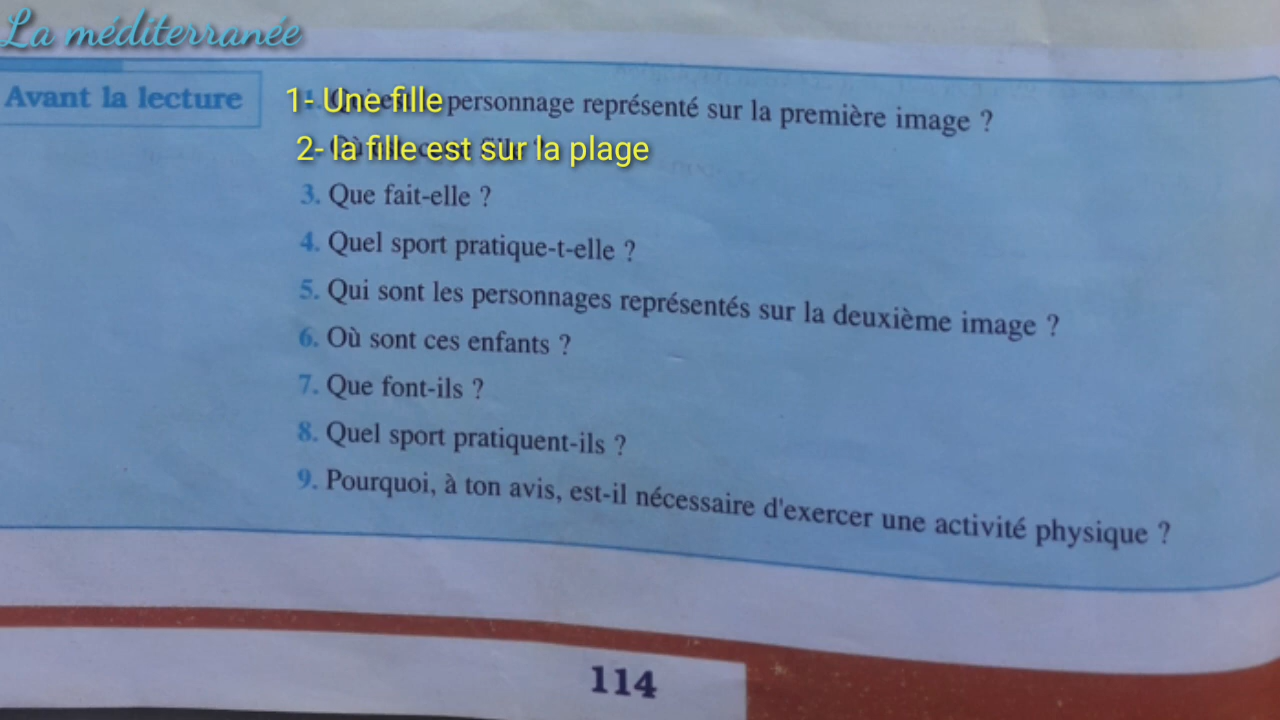 La méditerranée
Avant la lecture
1- Une fille personnage représenté sur la première image ?
2- la fille est sur la plage
3. Que fait-elle ?
4. Quel sport pratique-t-elle ?
5. Qui sont les personnages représentés sur la deuxième image ?
6. Où sont ces enfants ?
7. Que font-ils ?
8. Quel sport pratiquent-ils ?
9. Pourquoi, à ton avis, est-il nécessaire d'exercer une activité physique ?
114